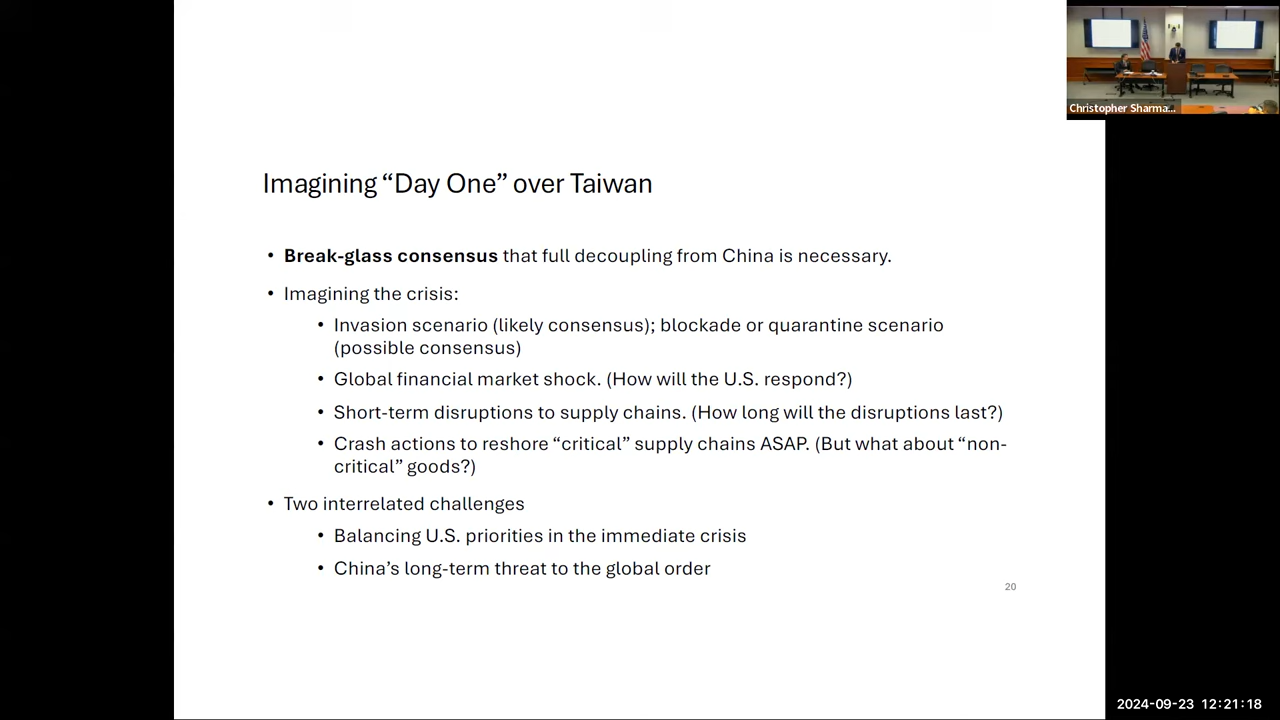 Christopher Sharma...
Imagining “Day One” over Taiwan
• Break-glass consensus that full decoupling from China is necessary.
• Imagining the crisis:
• Invasion scenario (likely consensus); blockade or quarantine scenario
(possible consensus)
• Global financial market shock. (How will the U.S. respond?)
• Short-term disruptions to supply chains. (How long will the disruptions last?)
• Crash actions to reshore “critical” supply chains ASAP. (But what about “non-
critical” goods?)
• Two interrelated challenges
• Balancing U.S. priorities in the immediate crisis
• China’s long-term threat to the global order
20
2024-09-23 12:21:18